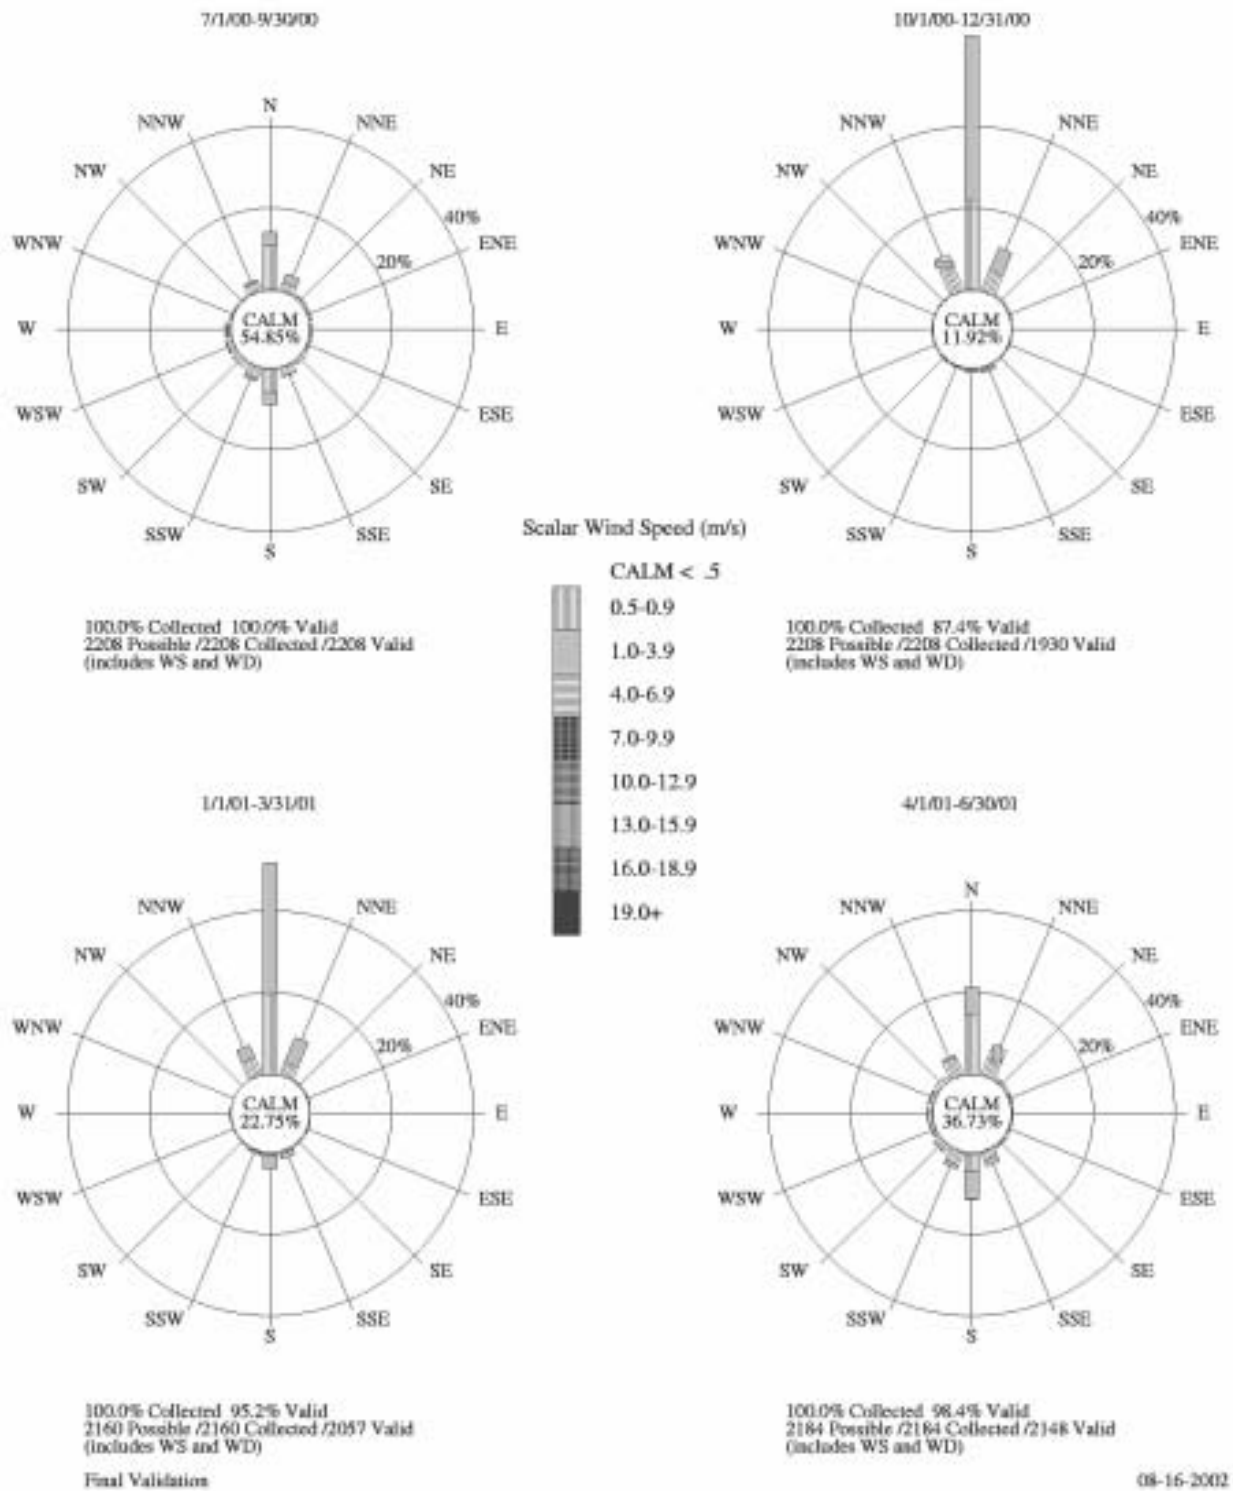 7/1/00-9/30/00
N
NNW
NNE
NW
NE
40%
WNW
ENE
20%
CALM
54.85%
W
E
WSW
ESE
SW
SE
SSW
SSE
S
100.0% Collected 100.0% Valid
2208 Possible /2208 Collected /2208 Valid
(includes WS and WD)
10/1/00-12/31/00
NNW
NNE
NW
NE
40%
WNW
ENE
20%
CALM
11.92%
W
E
WSW
ESE
SW
SE
SSW
SSE
S
100.0% Collected 87.4% Valid
2208 Possible /2208 Collected /1930 Valid
(includes WS and WD)
Scalar Wind Speed (m/s)
CALM < .5
0.5-0.9
1.0-3.9
4.0-6.9
7.0-9.9
10.0-12.9
13.0-15.9
16.0-18.9
19.0+
1/1/01-3/31/01
NNW
NNE
NW
NE
40%
WNW
ENE
20%
CALM
22.75%
W
E
WSW
ESE
SW
SE
SSW
SSE
S
100.0% Collected 95.2% Valid
2160 Possible /2160 Collected /2057 Valid
(includes WS and WD)
4/1/01-6/30/01
N
NNW
NNE
NW
NE
40%
WNW
ENE
20%
CALM
36.73%
W
E
WSW
ESE
SW
SE
SSW
SSE
S
100.0% Collected 98.4% Valid
2184 Possible /2184 Collected /2148 Valid
(includes WS and WD)
Final Validation
08-16-2002